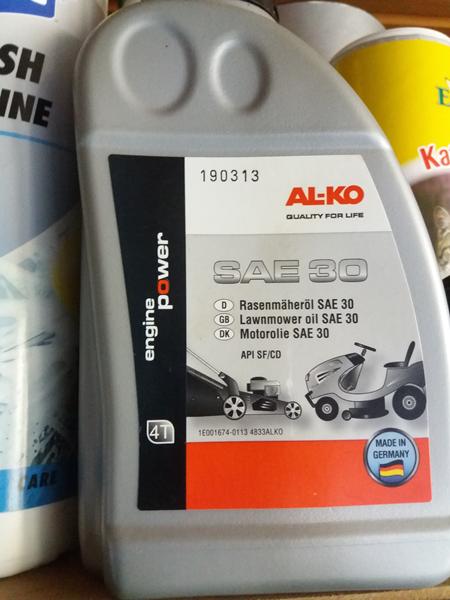 SH
INE
CARE
190313
AL-KO
QUALITY FOR LIFE
SAE 30
D Rasenmäheröl SAE 30
GB Lawnmower oil SAE 30
DK Motorolie SAE 30
API SF/CD
engine
power
4T
1E001674-0113 4833ALKO
MADE IN
GERMANY
E
Ka